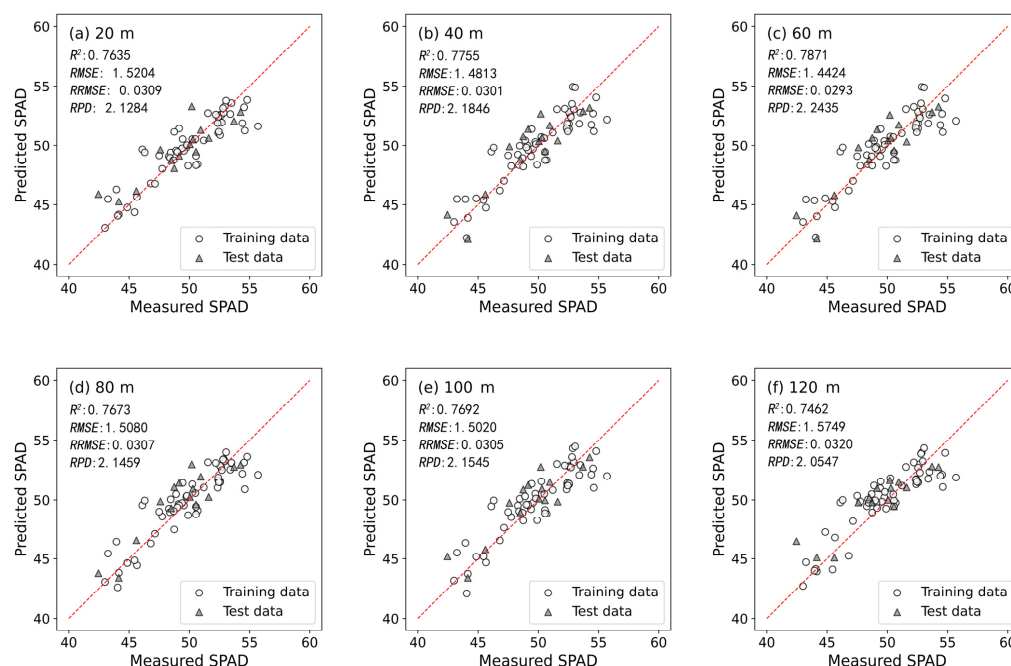 (a) 20 m
R²:0.7635
RMSE: 1.5204
RRMSE: 0.0309
RPD: 2.1284
60
55
50
45
40
Predicted SPAD
Training data
Test data
40 45 50 55 60
Measured SPAD
(b) 40 m
R²:0.7755
RMSE:1.4813
RRMSE:0.0301
RPD:2.1846
60
55
50
45
40
Predicted SPAD
Training data
Test data
40 45 50 55 60
Measured SPAD
(c) 60 m
R²:0.7871
RMSE:1.4424
RRMSE:0.0293
RPD:2.2435
60
55
50
45
40
Predicted SPAD
Training data
Test data
40 45 50 55 60
Measured SPAD
(d) 80 m
R²:0.7673
RMSE:1.5080
RRMSE:0.0307
RPD:2.1459
60
55
50
45
40
Predicted SPAD
Training data
Test data
40 45 50 55 60
Measured SPAD
(e) 100 m
R²:0.7692
RMSE:1.5020
RRMSE:0.0305
RPD:2.1545
60
55
50
45
40
Predicted SPAD
Training data
Test data
40 45 50 55 60
Measured SPAD
(f) 120 m
R²:0.7462
RMSE:1.5749
RRMSE:0.0320
RPD:2.0547
60
55
50
45
40
Predicted SPAD
Training data
Test data
40 45 50 55 60
Measured SPAD